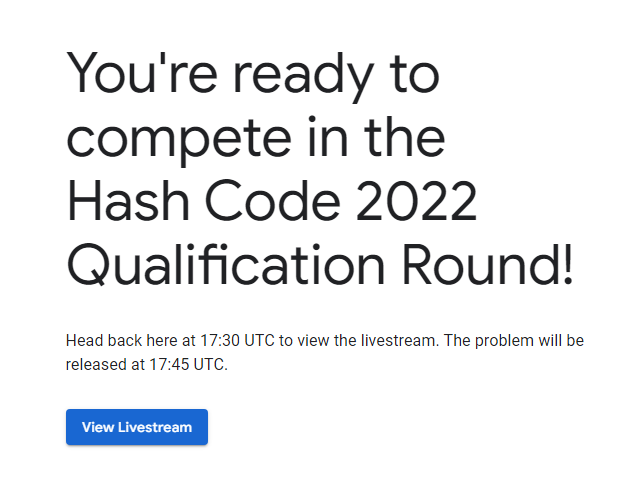 You're ready to
compete in the
Hash Code 2022
Qualification Round!
Head back here at 17:30 UTC to view the livestream. The problem will be
released at 17:45 UTC.
View Livestream